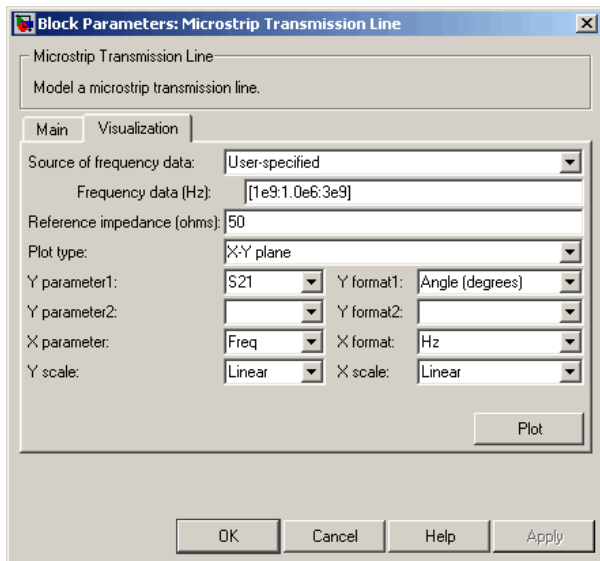 Block Parameters: Microstrip Transmission Line
Microstrip Transmission Line
Model a microstrip transmission line.
Main Visualization
Source of frequency data: User-specified
Frequency data (Hz): [1e9:1.0e6:3e9]
Reference impedance (ohms): 50
Plot type: X-Y plane
Y parameter1: S21 Y format1: Angle (degrees)
Y parameter2: Y format2:
X parameter: Freq X format: Hz
Y scale: Linear X scale: Linear
Plot
OK Cancel Help Apply